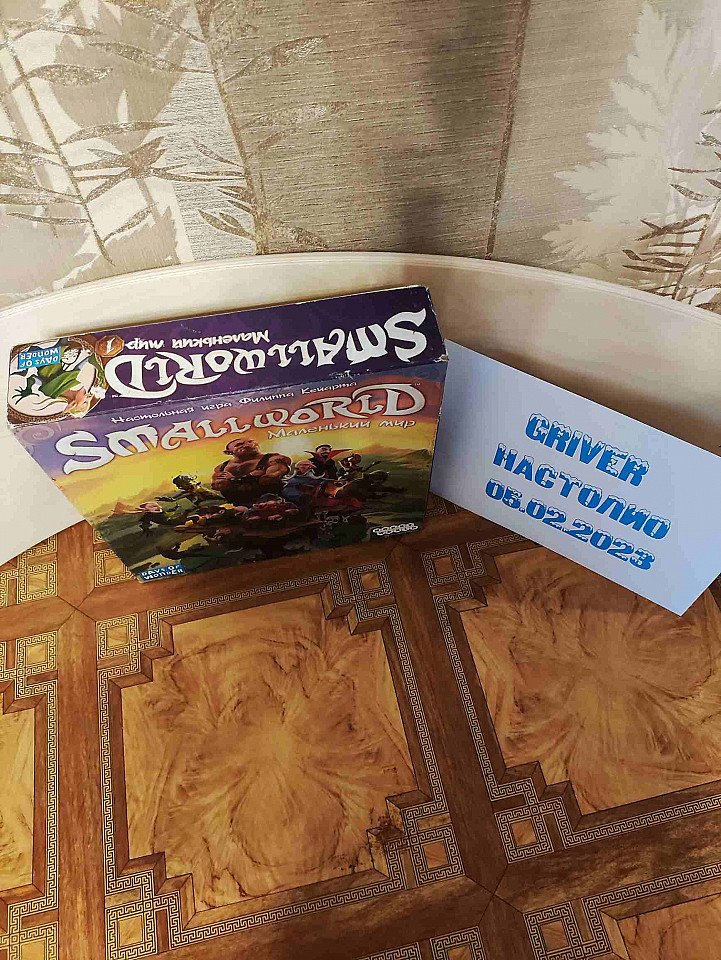 DAYS OF
WONDER
1
SMALLWORLD
Маленький мир
Настольная игра Филиппа Кейарта
SMALLWORLD
Маленький мир
DAYS OF
WONDER
GRIVER
НАСТОЛИО
05.02.2023